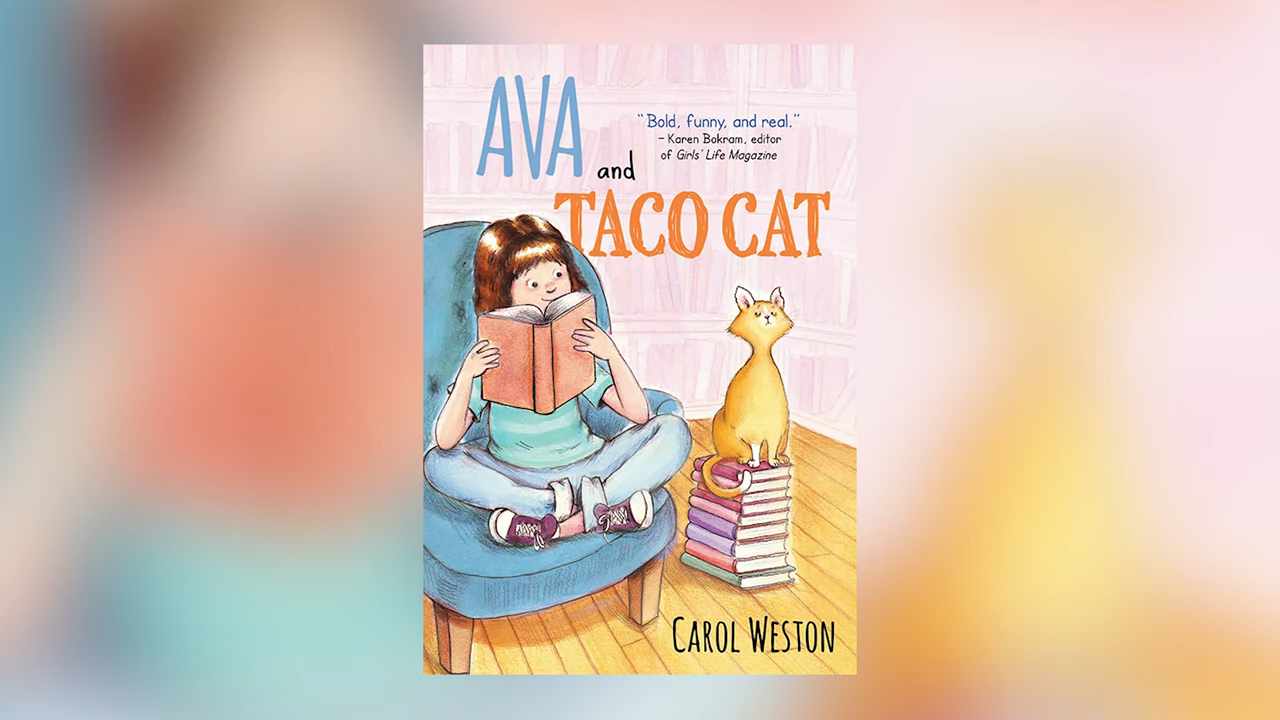 AVA
and
TACO CAT
"Bold, funny, and real."
– Karen Bokram, editor
of Girls' Life Magazine
CAROL WESTON